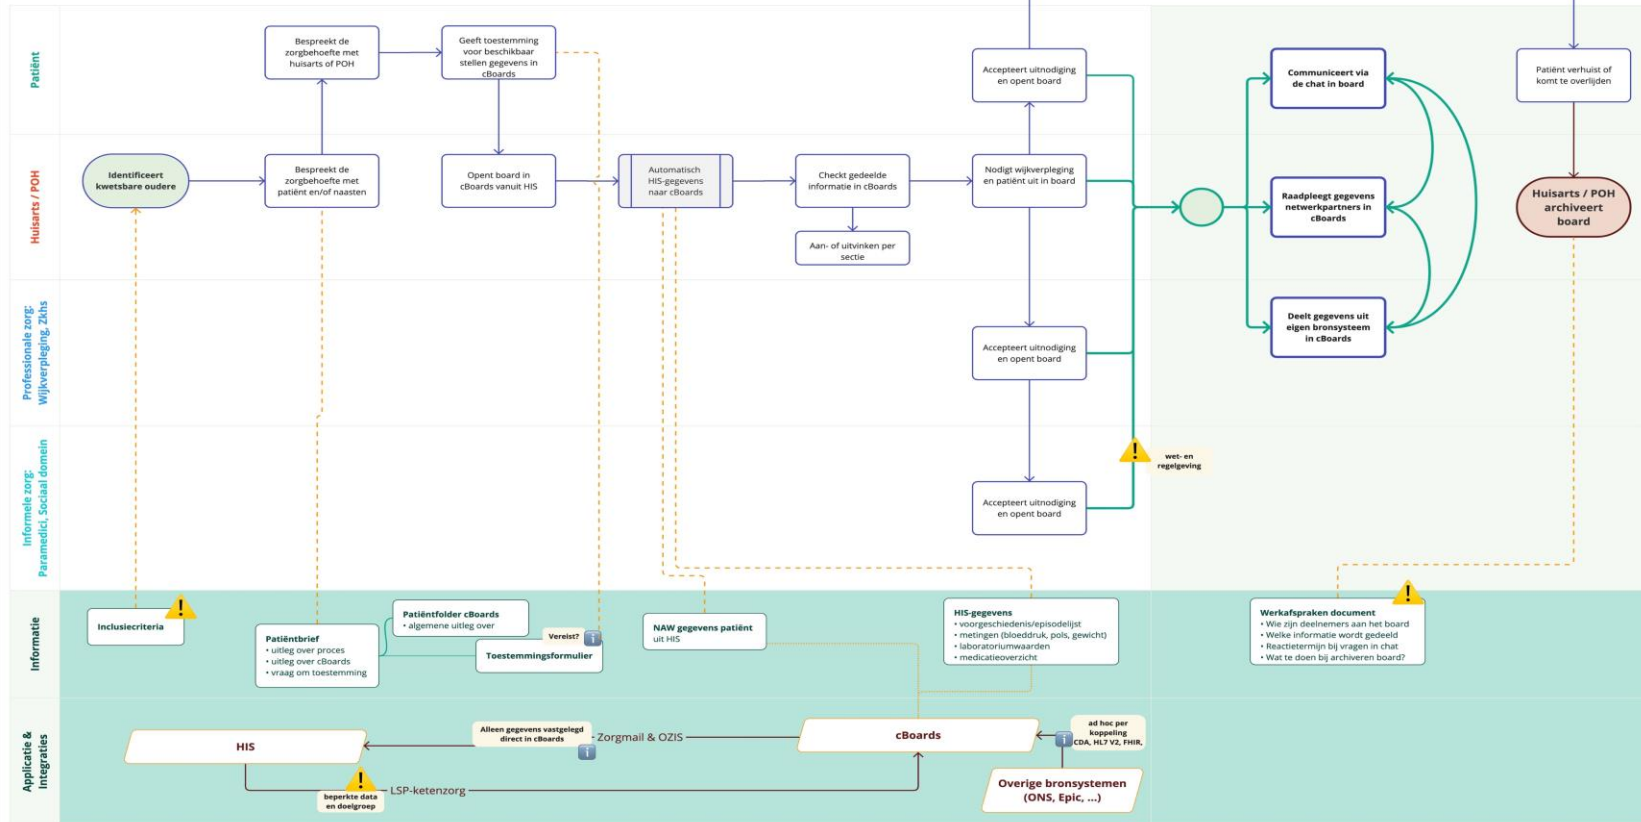 Patiënt
Bespreekt de
zorgbehoefte met
huisarts of POH
Geeft toestemming
voor beschikbaar
stellen gegevens in
cBoards
Accepteert uitnodiging
en opent board
Communiceert via
de chat in board
Patiënt verhuist of
komt te overlijden
Huisarts / POH
Identificeert
kwetsbare oudere
Bespreekt de
zorgbehoefte met
patiënt en/of naasten
Opent board in
cBoards vanuit HIS
Automatisch
HIS-gegevens
naar cBoards
Checkt gedeelde
informatie in cBoards
Aan- of uitvinken per
sectie
Nodigt wijkverpleging
en patiënt uit in board
Raadpleegt gegevens
netwerkpartners in
cBoards
Huisarts / POH
archiveert
board
Professionale zorg:
Wijkverpleging, Zkhs
Accepteert uitnodiging
en opent board
Deelt gegevens uit
eigen bronsysteem
in cBoards
Informele zorg:
Paramedici, Sociaal domein
Accepteert uitnodiging
en opent board
wet- en
regelgeving
Informatie
Inclusiecriteria
Patiëntbrief
• uitleg over proces
• uitleg over cBoards
• vraag om toestemming
Patiëntfolder cBoards
• algemene uitleg over
Vereist?
Toestemmingsformulier
NAW gegevens patiënt
uit HIS
HIS-gegevens
• voorgeschiedenis/episodelijst
• metingen (bloeddruk, pols, gewicht)
• laboratoriumwaarden
• medicatieoverzicht
Werkafspraken document
• Wie zijn deelnemers aan het board
• Welke informatie wordt gedeeld
• Reactietermijn bij vragen in chat
• Wat te doen bij archiveren board?
Applicatie &
Integraties
HIS
Alleen gegevens vastgelegd
direct in cBoards
Zorgmail & OZIS
cBoards
ad hoc per
koppeling
CDA, HL7 V2, FHIR,
beperkte data
en doelgroep
LSP-ketenzorg
Overige bronsystemen
(ONS, Epic, ...)